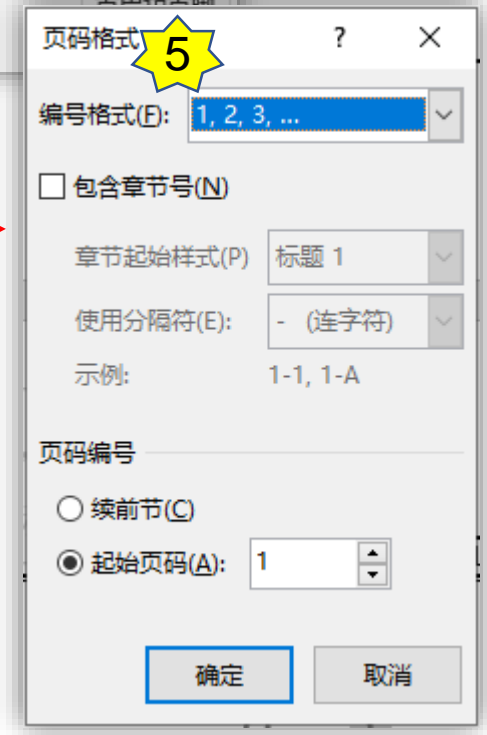 页码格式
5
?
×
编号格式(F): 1, 2, 3, ...
包含章节号(N)
章节起始样式(P) 标题 1
使用分隔符(E): - (连字符)
示例: 1-1, 1-A
页码编号
续前节(C)
起始页码(A): 1
确定 取消